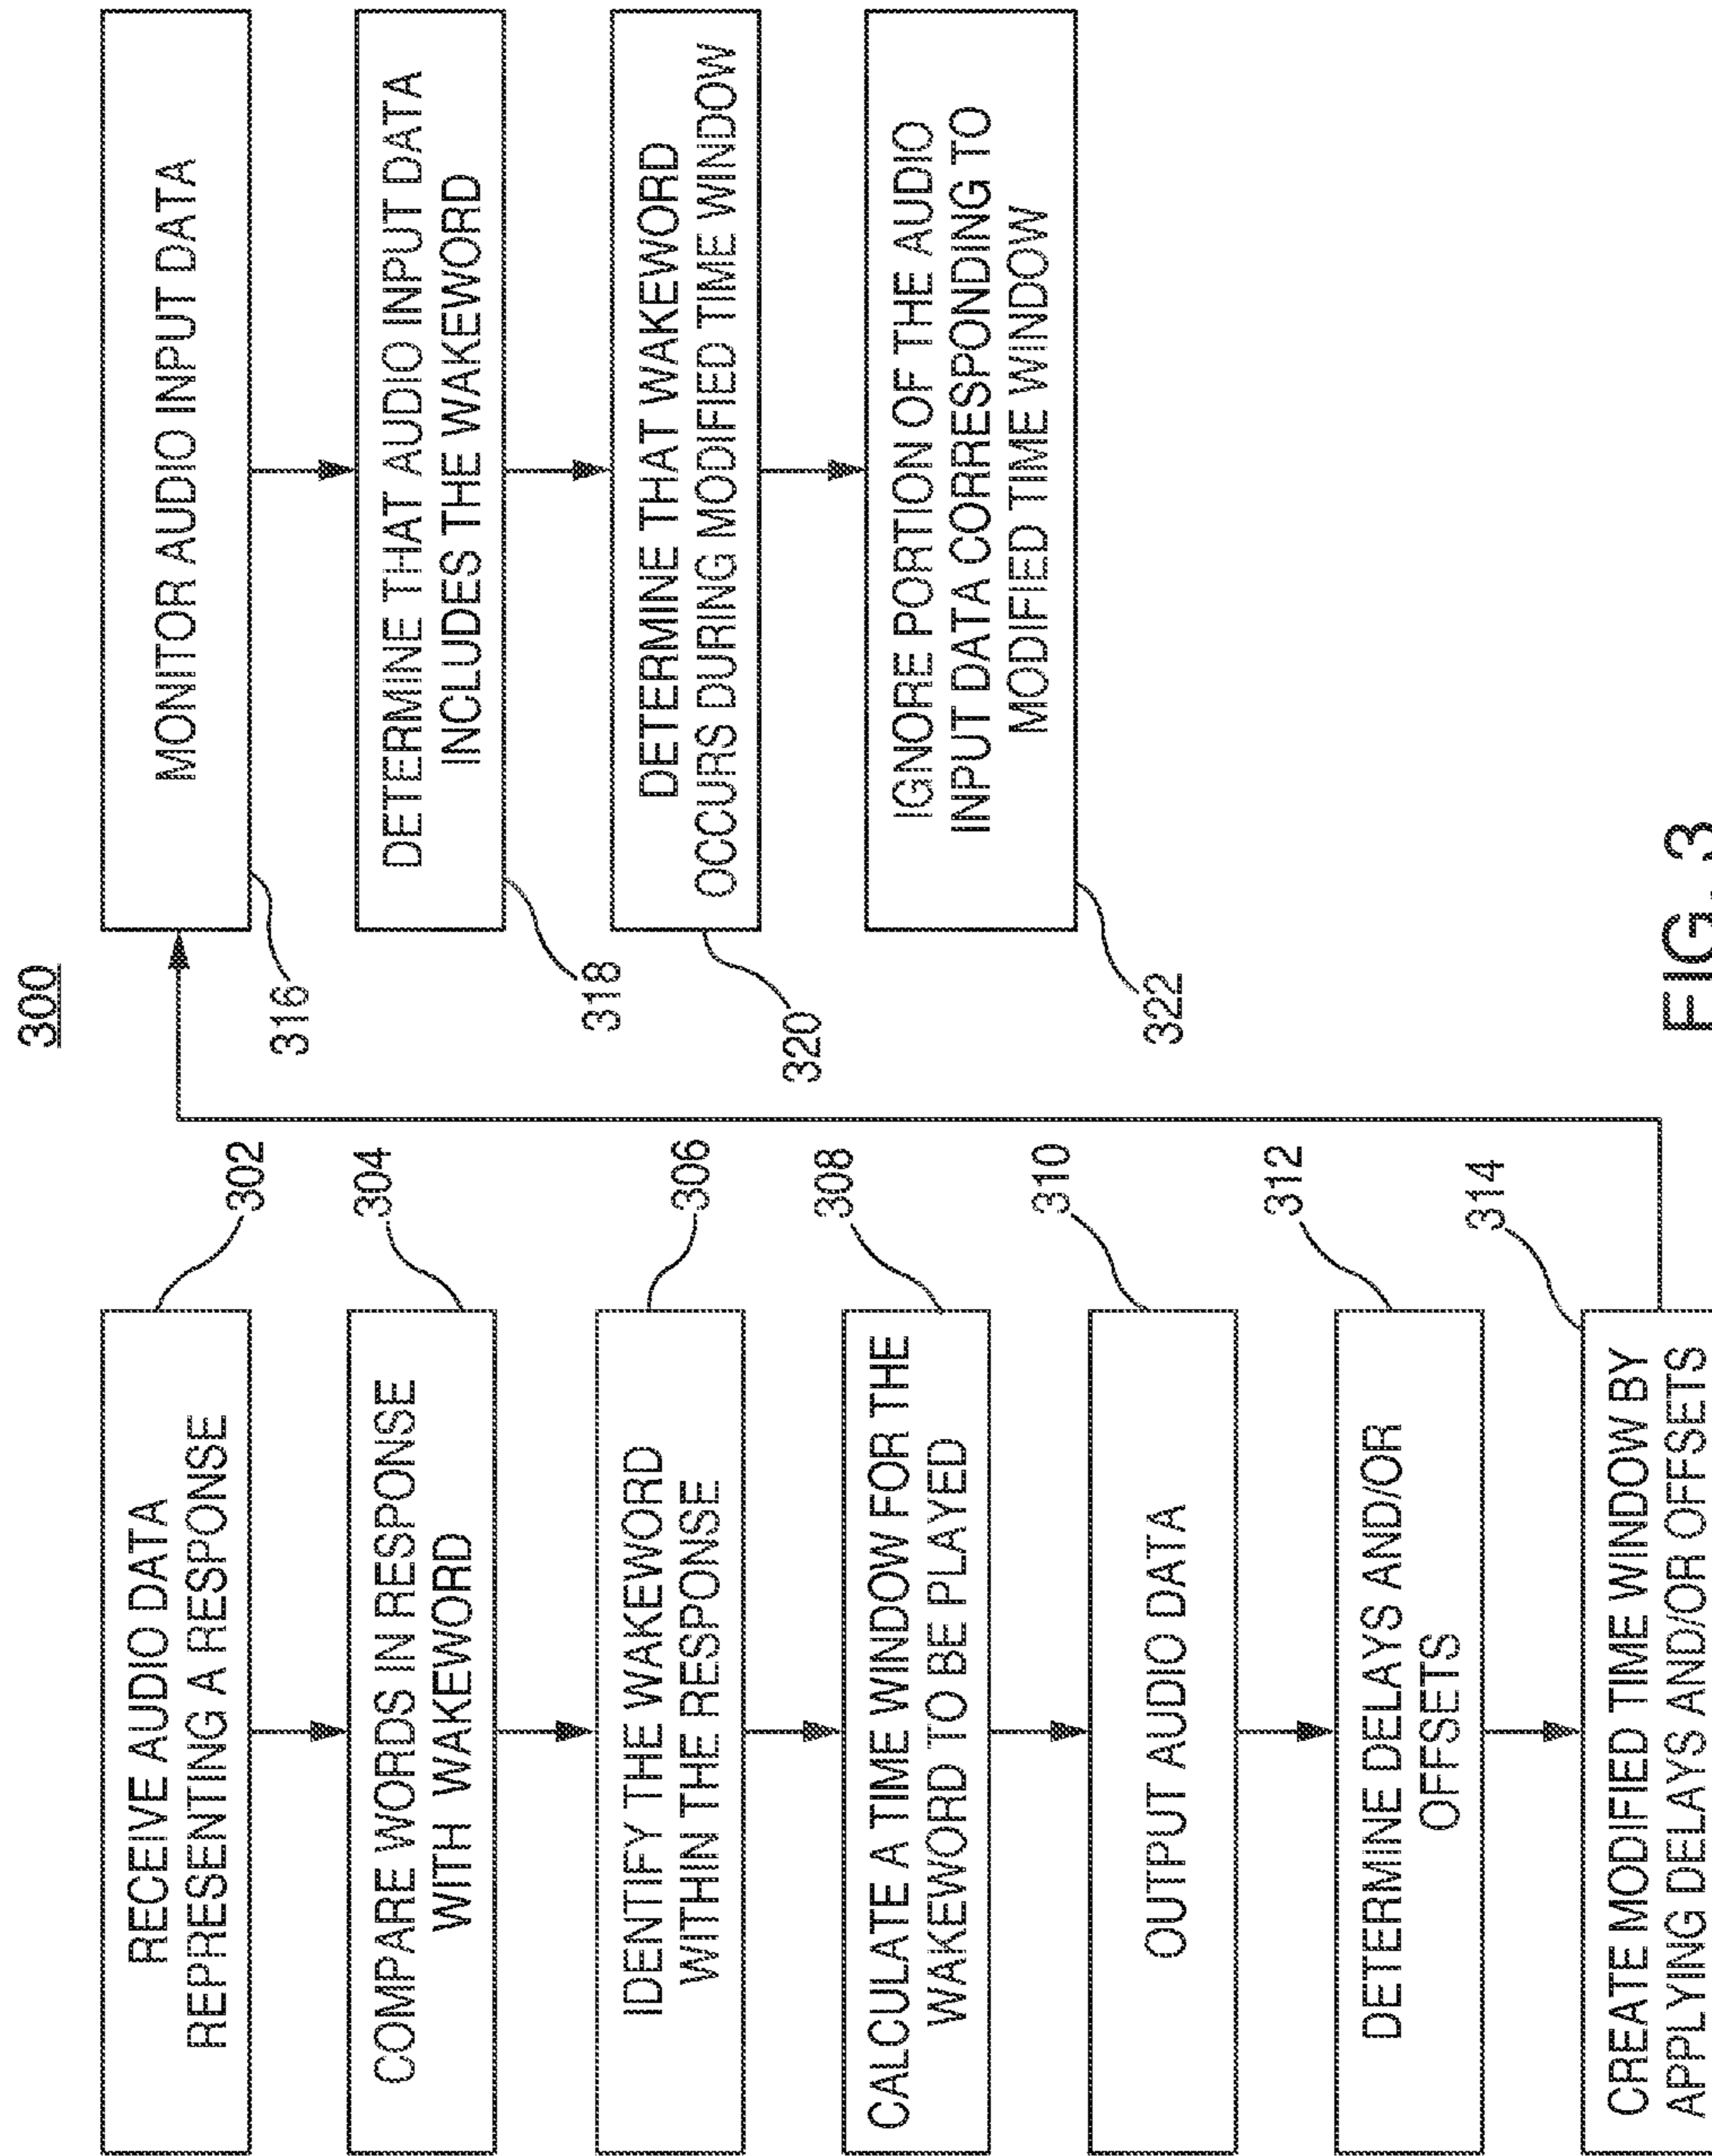 300
RECEIVE AUDIO DATA
REPRESENTING A RESPONSE
302
COMPARE WORDS IN RESPONSE
WITH WAKEWORD
304
IDENTIFY THE WAKEWORD
WITHIN THE RESPONSE
306
CALCULATE A TIME WINDOW FOR THE
WAKEWORD TO BE PLAYED
308
OUTPUT AUDIO DATA
310
DETERMINE DELAYS AND/OR
OFFSETS
312
CREATE MODIFIED TIME WINDOW BY
APPLYING DELAYS AND/OR OFFSETS
314
MONITOR AUDIO INPUT DATA
316
DETERMINE THAT AUDIO INPUT DATA
INCLUDES THE WAKEWORD
318
DETERMINE THAT WAKEWORD
OCCURS DURING MODIFIED TIME WINDOW
320
IGNORE PORTION OF THE AUDIO
INPUT DATA CORRESPONDING TO
MODIFIED TIME WINDOW
322
FIG. 3